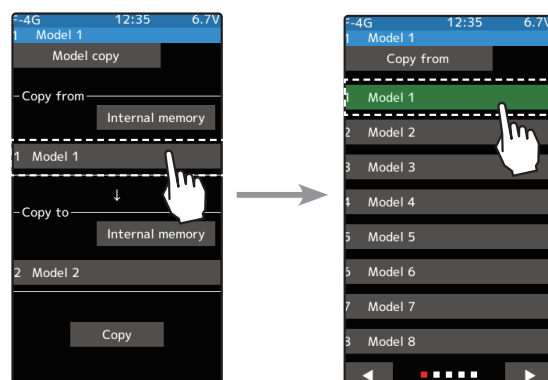 F-4G 12:35 6.7V
1 Model 1
Model copy
Copy from
Internal memory
1 Model 1
↓
Copy to
Internal memory
2 Model 2
Copy
F-4G 12:35 6.7V
1 Model 1
Copy from
1 Model 1
2 Model 2
3 Model 3
4 Model 4
5 Model 5
6 Model 6
7 Model 7
8 Model 8